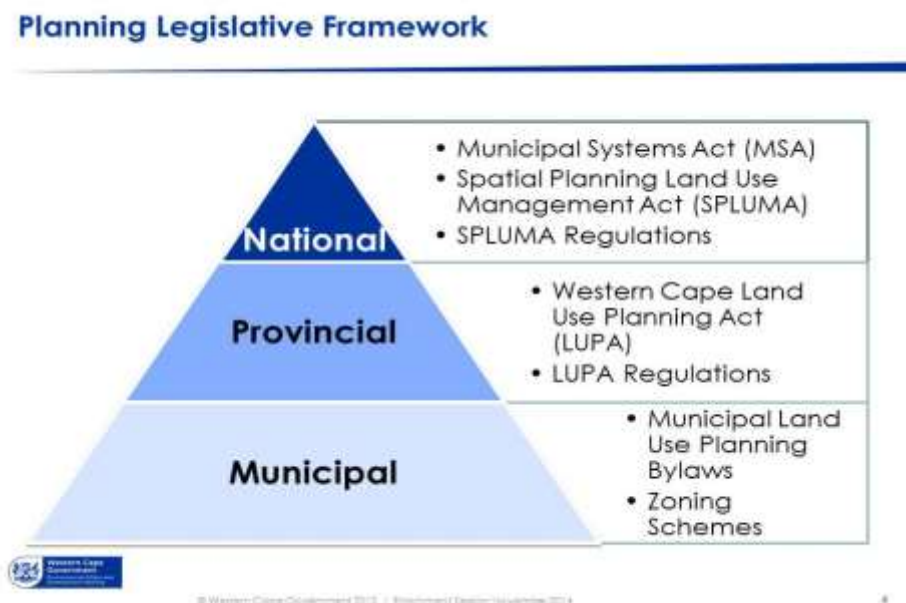 Planning Legislative Framework
• Municipal Systems Act (MSA)
• Spatial Planning Land Use
Management Act (SPLUMA)
• SPLUMA Regulations
National
• Western Cape Land
Use Planning Act
(LUPA)
• LUPA Regulations
Provincial
• Municipal Land
Use Planning
Bylaws
• Zoning
Schemes
Municipal
Western Cape
Government